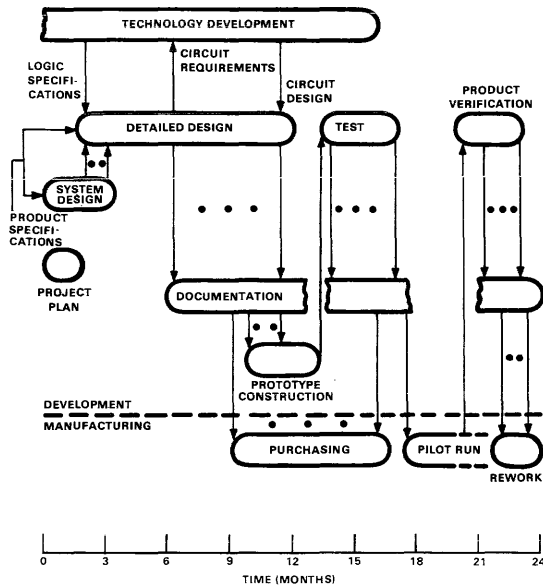 TECHNOLOGY DEVELOPMENT
LOGIC
SPECIFI-
CATIONS
CIRCUIT
REQUIREMENTS
CIRCUIT
DESIGN
PRODUCT
VERIFICATION
DETAILED DESIGN
TEST
SYSTEM
DESIGN
PRODUCT
SPECIFI-
CATIONS
PROJECT
PLAN
DOCUMENTATION
PROTOTYPE
CONSTRUCTION
DEVELOPMENT
MANUFACTURING
PURCHASING
PILOT RUN
REWORK
0 3 6 9 12 15 18 21 24
TIME (MONTHS)